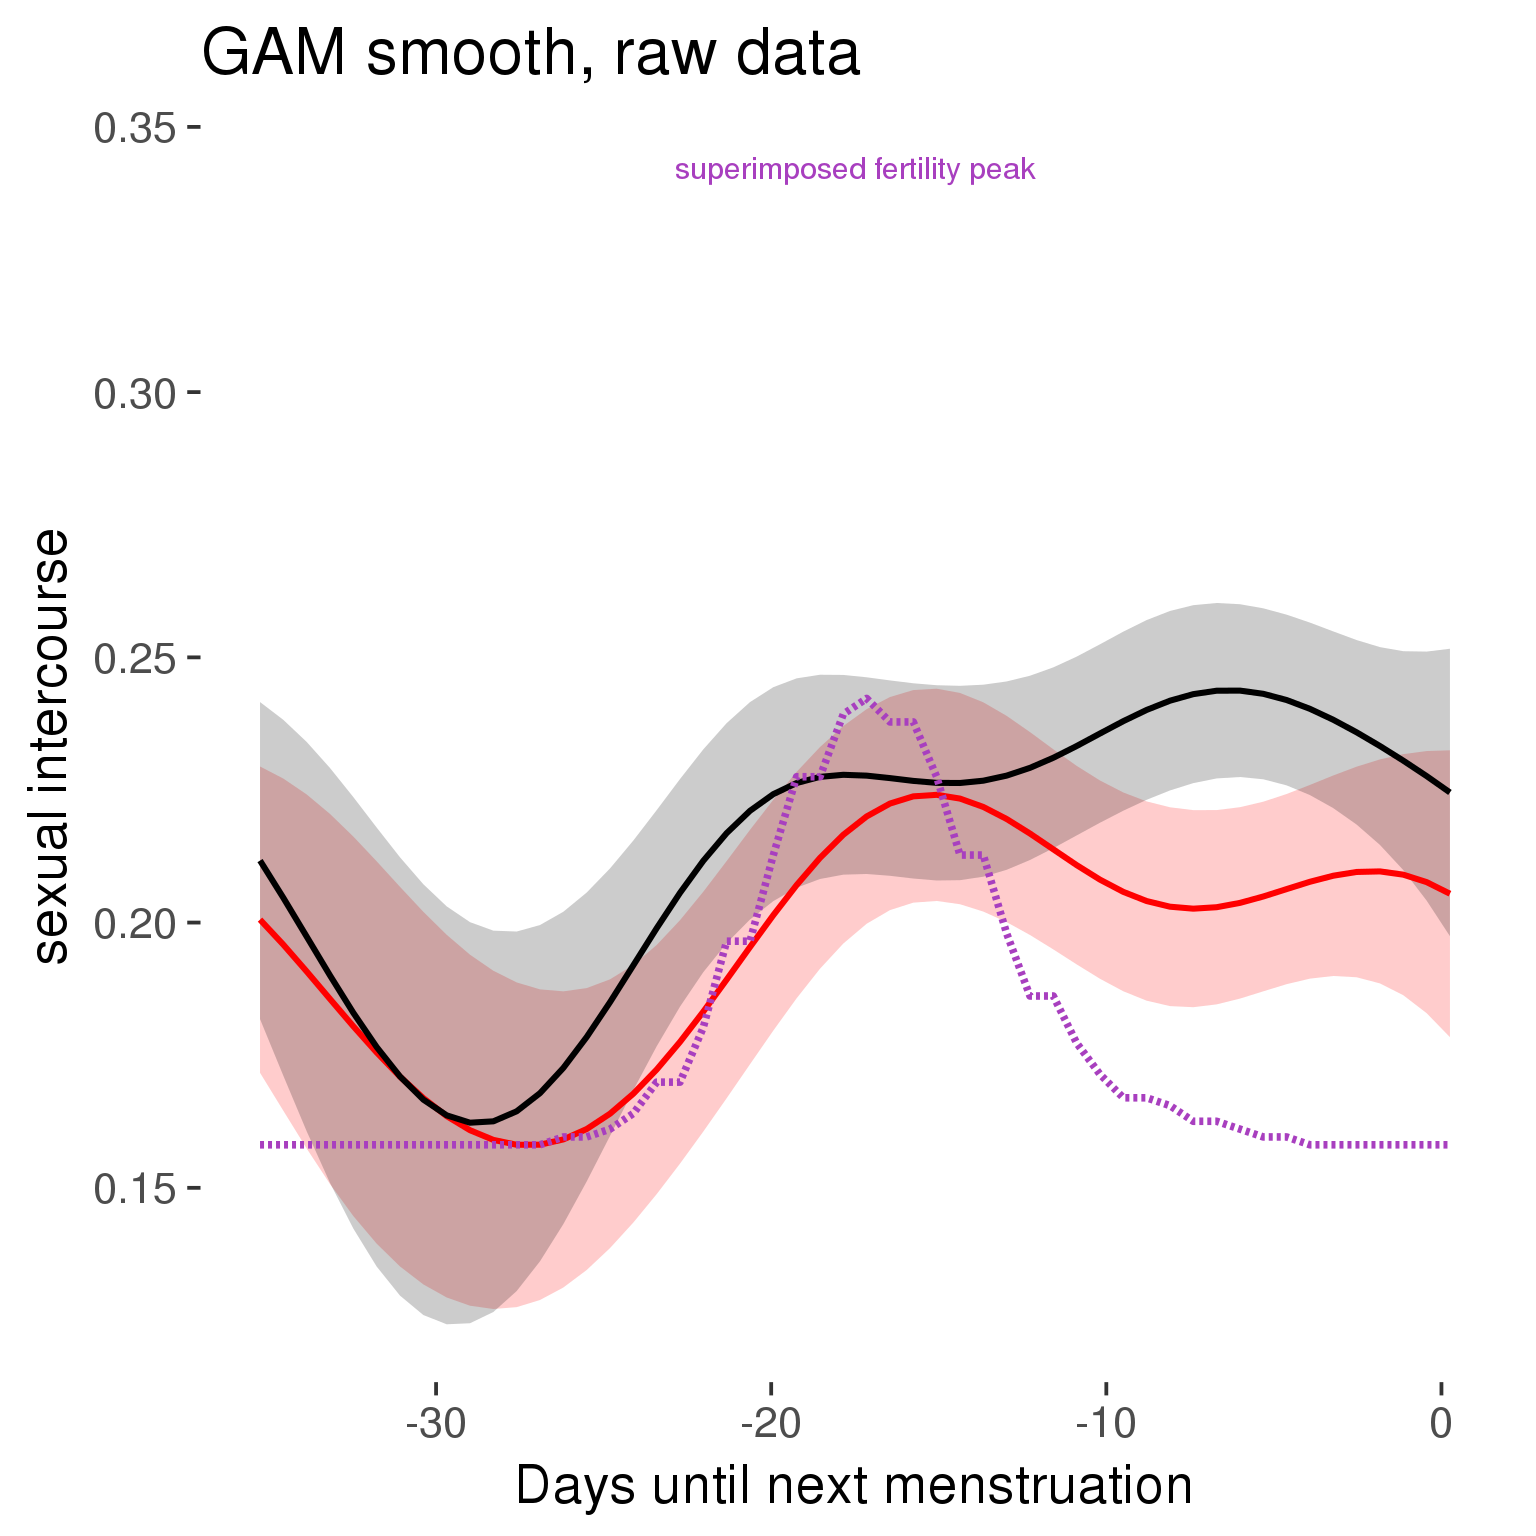 GAM smooth, raw data
0.35
superimposed fertility peak
0.30
0.25
0.20
0.15
sexual intercourse
-30 -20 -10 0
Days until next menstruation